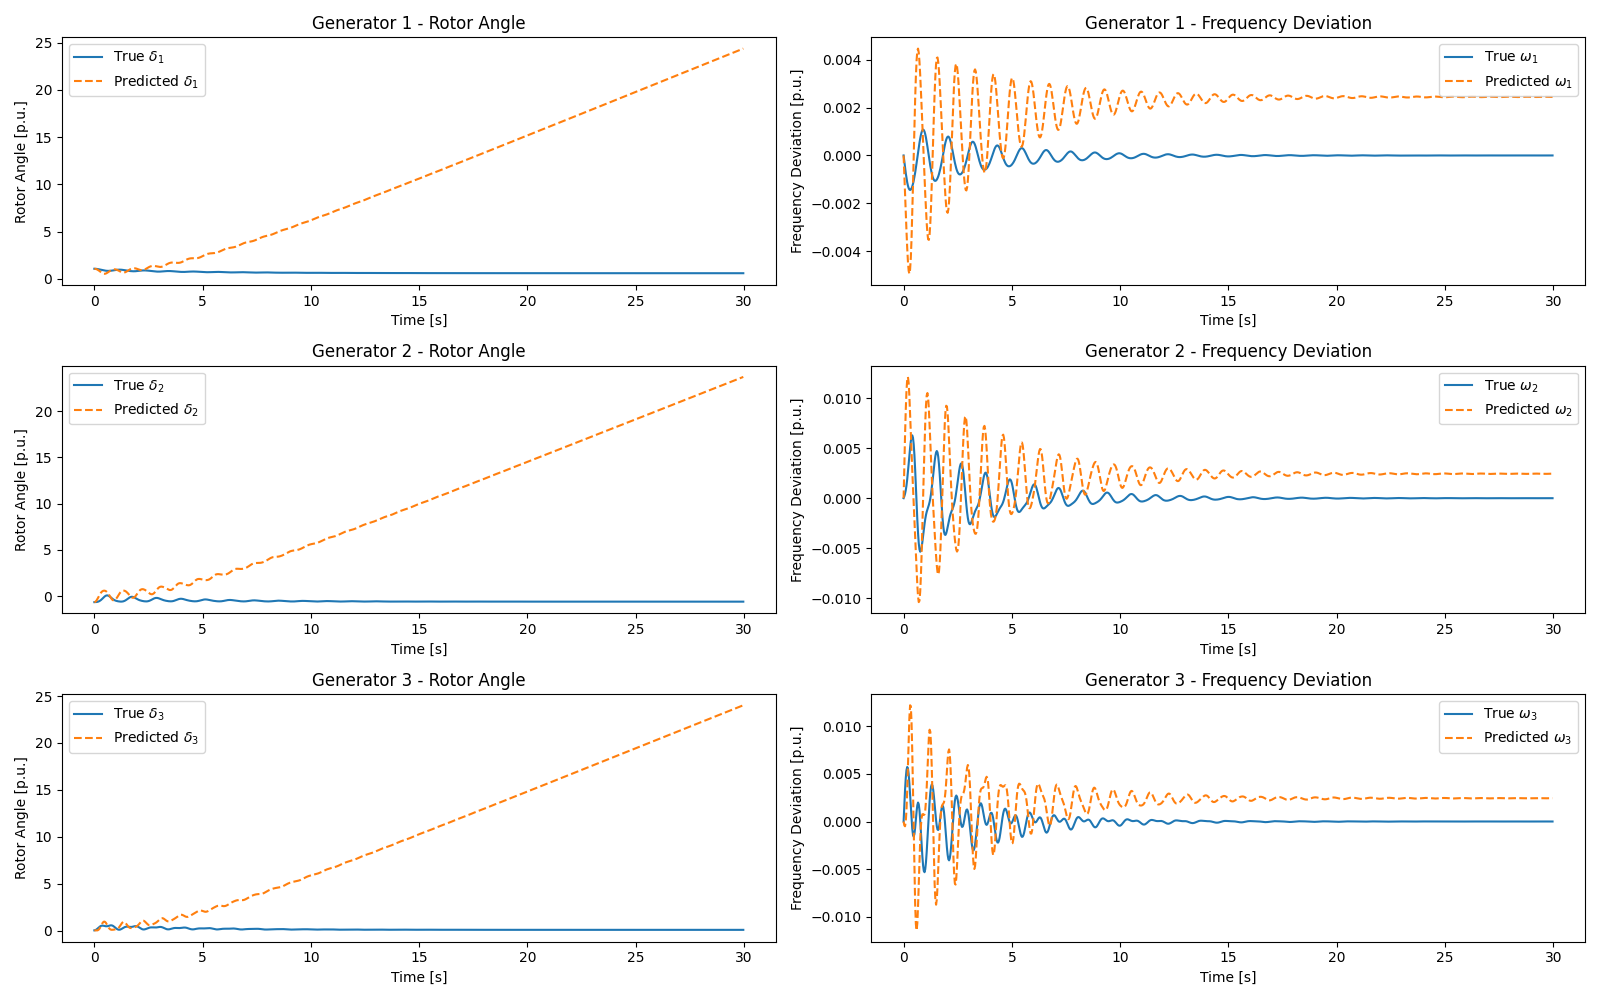 Generator 1 - Rotor Angle
Rotor Angle [p.u.]
25
20
15
10
5
0
True δ1
Predicted δ1
0 5 10 15 20 25 30
Time [s]
Generator 1 - Frequency Deviation
Frequency Deviation [p.u.]
0.004
0.002
0.000
−0.002
−0.004
True ω1
Predicted ω1
0 5 10 15 20 25 30
Time [s]
Generator 2 - Rotor Angle
Rotor Angle [p.u.]
20
15
10
5
0
True δ2
Predicted δ2
0 5 10 15 20 25 30
Time [s]
Generator 2 - Frequency Deviation
Frequency Deviation [p.u.]
0.010
0.005
0.000
−0.005
−0.010
True ω2
Predicted ω2
0 5 10 15 20 25 30
Time [s]
Generator 3 - Rotor Angle
Rotor Angle [p.u.]
25
20
15
10
5
0
True δ3
Predicted δ3
0 5 10 15 20 25 30
Time [s]
Generator 3 - Frequency Deviation
Frequency Deviation [p.u.]
0.010
0.005
0.000
−0.005
−0.010
True ω3
Predicted ω3
0 5 10 15 20 25 30
Time [s]